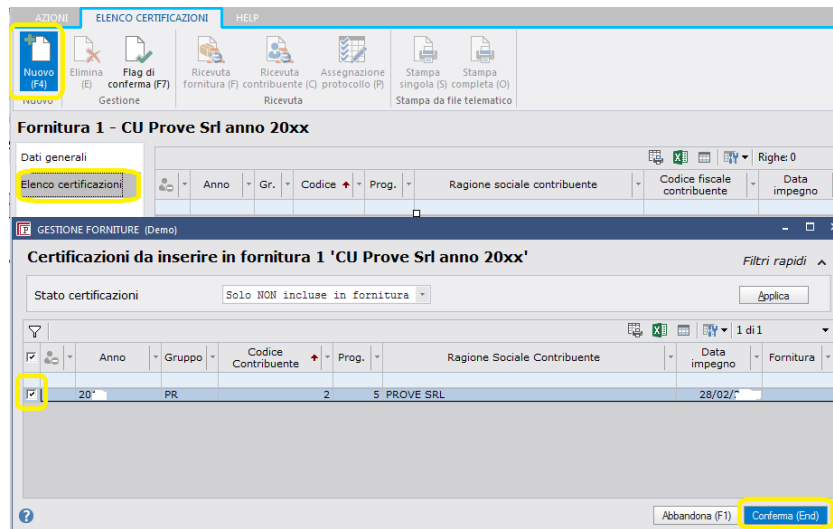 AZIONI ELENCO CERTIFICAZIONI HELP
Nuovo (F4)
Elimina (E)
Flag di conferma (F7)
Ricevuta fornitura (F)
Ricevuta contribuente (C)
Assegnazione protocollo (P)
Stampa singola (S)
Stampa completa (O)
Nuovo Gestione Ricevuta Stampa da file telematico
Fornitura 1 - CU Prove Srl anno 20xx
Dati generali
Righe: 0
Elenco certificazioni
Anno Gr. Codice Prog. Ragione sociale contribuente Codice fiscale contribuente Data impegno
GESTIONE FORNITURE (Demo)
Certificazioni da inserire in fornitura 1 'CU Prove Srl anno 20xx'
Filtri rapidi
Stato certificazioni Solo NON incluse in fornitura Applica
1 di 1
Anno Gruppo Codice Contribuente Prog. Ragione Sociale Contribuente Data impegno Fornitura
PR 2 5 PROVE SRL 28/02/
Abbandona (F1) Conferma (End)